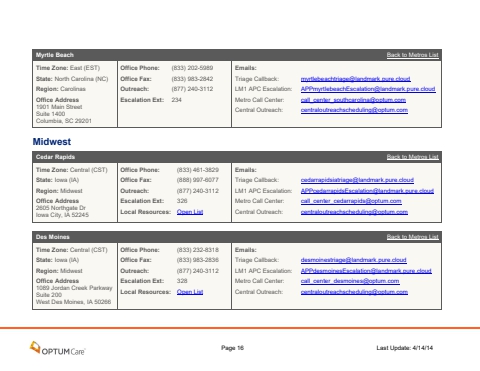 Myrtle Beach Back to Metros List
Time Zone: East (EST) Office Phone: (833) 202-5989 Emails:
State: North Carolina (NC) Office Fax: (833) 983-2842 Triage Callback: myrtlebeachtriage@landmark.pure.cloud
Region: Carolinas Outreach: (877) 240-3112 LM1 APC Escalation: APPmyrtlebeachEscalation@landmark.pure.cloud
Office Address Escalation Ext: 234 Metro Call Center: call_center_southcarolina@optum.com
1901 Main Street Central Outreach: centraloutreachscheduling@optum.com
Suite 1400
Columbia, SC 29201
Midwest
Cedar Rapids Back to Metros List
Time Zone: Central (CST) Office Phone: (833) 461-3829 Emails:
State: Iowa (IA) Office Fax: (888) 997-6077 Triage Callback: cedarrapidsiatriage@landmark.pure.cloud
Region: Midwest Outreach: (877) 240-3112 LM1 APC Escalation: APPcedarrapidsEscalation@landmark.pure.cloud
Office Address Escalation Ext: 328 Metro Call Center: call_center_cedarrapids@optum.com
2805 Northgate Dr Local Resources: Open List Central Outreach: centraloutreachscheduling@optum.com
Iowa City, IA 52245
Des Moines Back to Metros List
Time Zone: Central (CST) Office Phone: (833) 232-8318 Emails:
State: Iowa (IA) Office Fax: (833) 983-2836 Triage Callback: desmoinestriage@landmark.pure.cloud
Region: Midwest Outreach: (877) 240-3112 LM1 APC Escalation: APPdesmoinesEscalation@landmark.pure.cloud
Office Address Escalation Ext: 328 Metro Call Center: call_center_desmoines@optum.com
1089 Jordan Creek Parkway Local Resources: Open List Central Outreach: centraloutreachscheduling@optum.com
Suite 200
West Des Moines, IA 50266
OPTUM Care Page 16 Last Update: 4/14/14